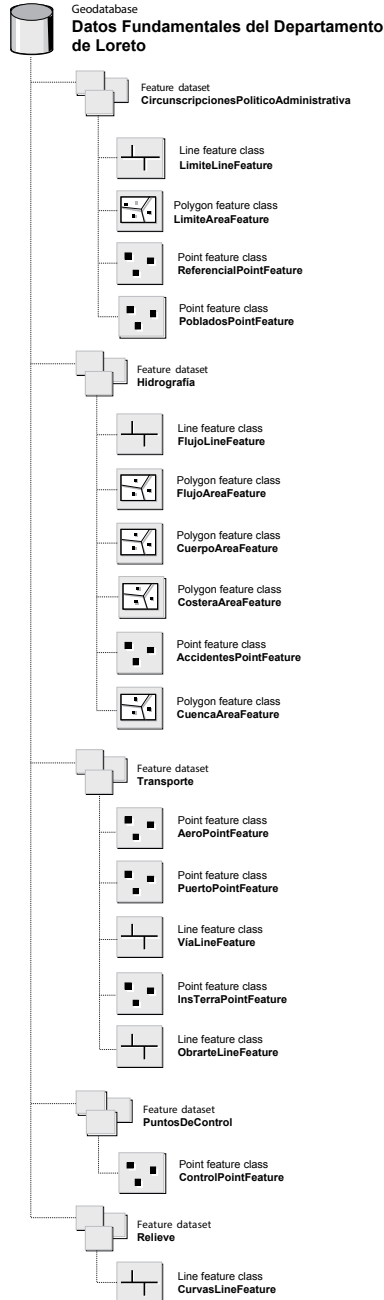 Geodatabase
Datos Fundamentales del Departamento
de Loreto
Feature dataset
CircunscripcionesPoliticoAdministrativa
Line feature class
LimiteLineFeature
Polygon feature class
LimiteAreaFeature
Point feature class
ReferencialPointFeature
Point feature class
PobladosPointFeature
Feature dataset
Hidrografía
Line feature class
FlujoLineFeature
Polygon feature class
FlujoAreaFeature
Polygon feature class
CuerpoAreaFeature
Polygon feature class
CosteraAreaFeature
Point feature class
AccidentesPointFeature
Polygon feature class
CuencaAreaFeature
Feature dataset
Transporte
Point feature class
AeroPointFeature
Point feature class
PuertoPointFeature
Line feature class
VíaLineFeature
Point feature class
InsTerraPointFeature
Line feature class
ObrarteLineFeature
Feature dataset
PuntosDeControl
Point feature class
ControlPointFeature
Feature dataset
Relieve
Line feature class
CurvasLineFeature